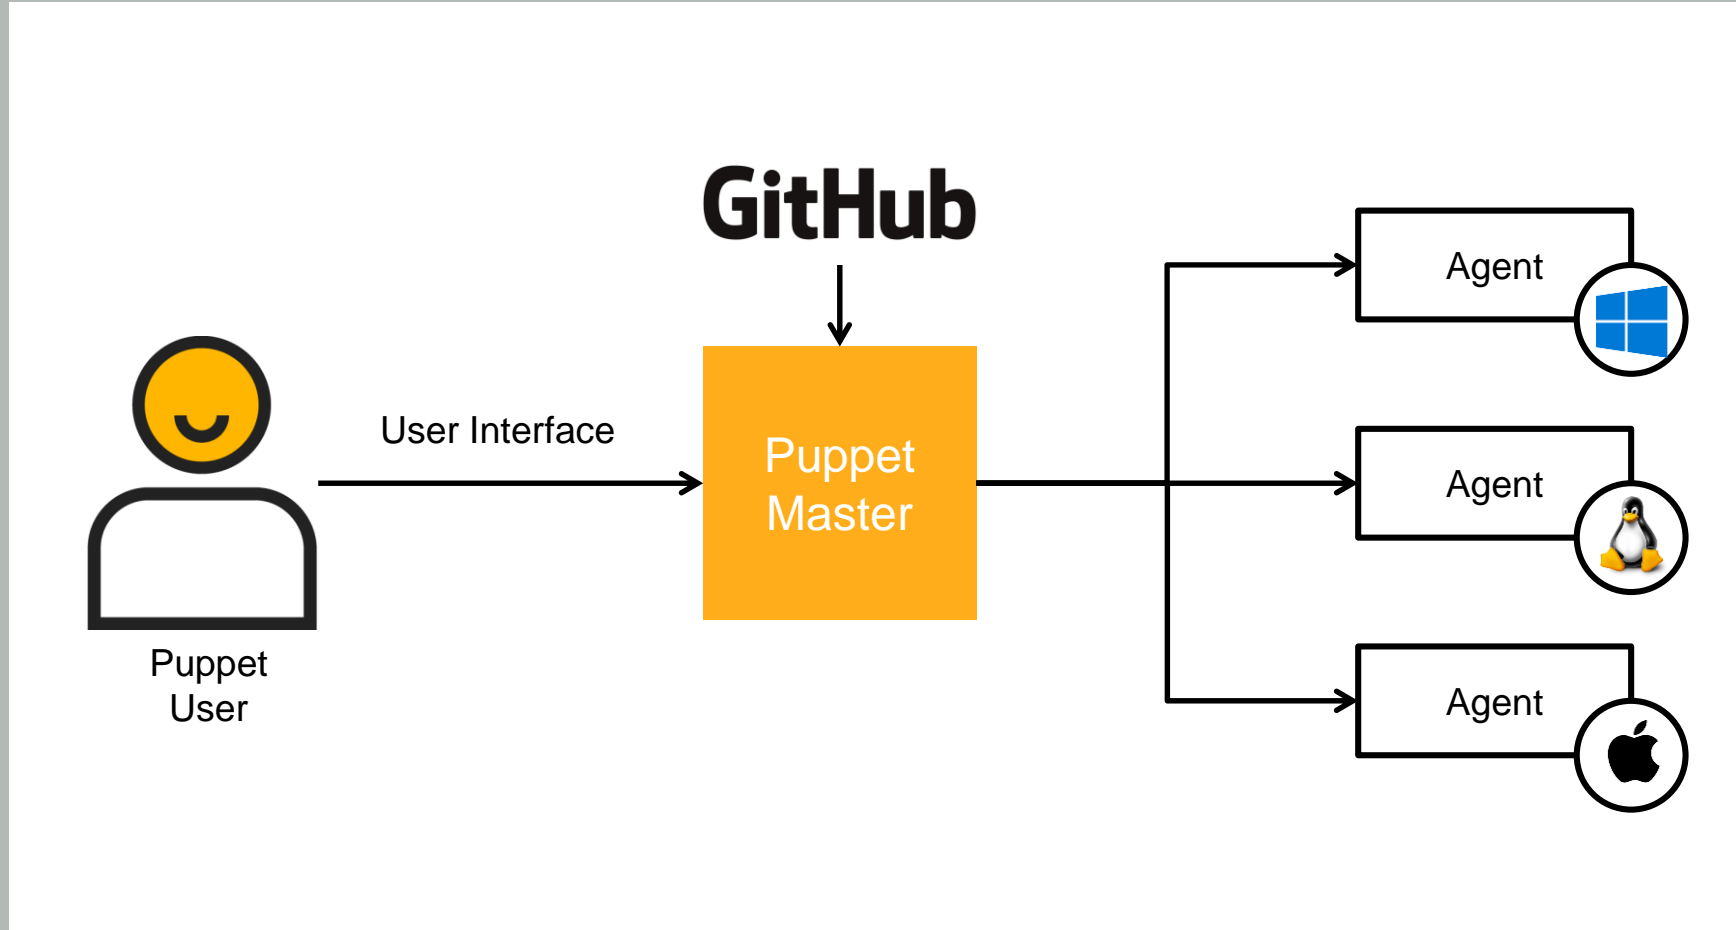 GitHub
User Interface
Puppet
Master
Puppet
User
Agent
Agent
Agent